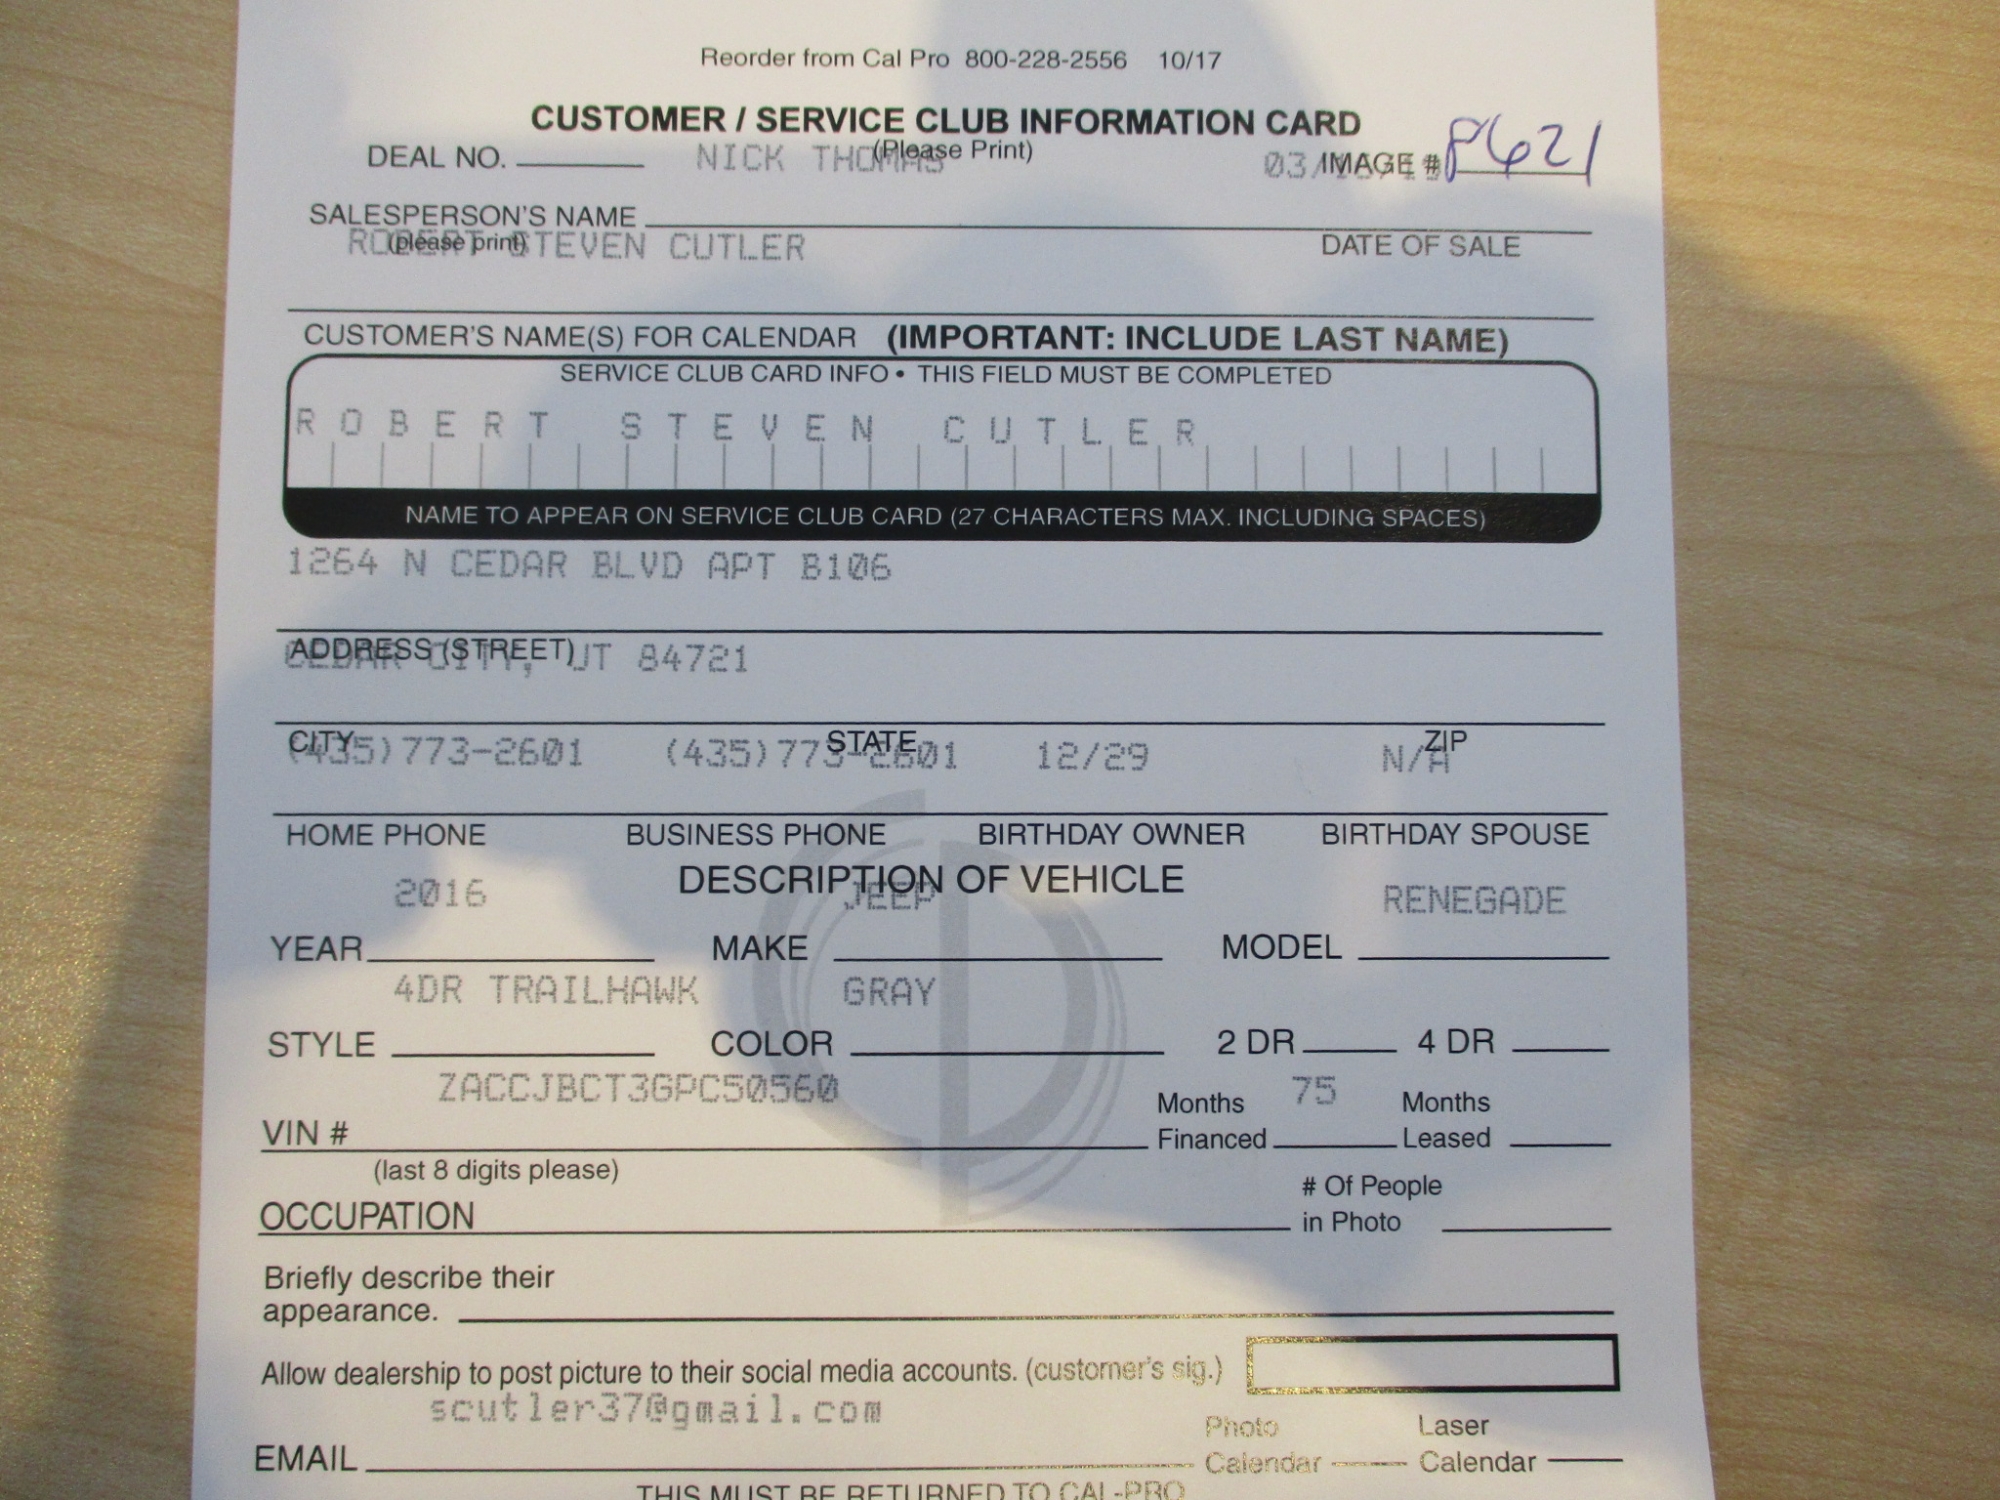 Reorder from Cal Pro 800-228-2556 10/17
CUSTOMER / SERVICE CLUB INFORMATION CARD
(Please Print)
DEAL NO. NICK THOMAS 03/ IMAGE # P621
SALESPERSON'S NAME
(please print) ROBERT STEVEN CUTLER DATE OF SALE
CUSTOMER'S NAME(S) FOR CALENDAR (IMPORTANT: INCLUDE LAST NAME)
SERVICE CLUB CARD INFO • THIS FIELD MUST BE COMPLETED
ROBERT STEVEN CUTLER
NAME TO APPEAR ON SERVICE CLUB CARD (27 CHARACTERS MAX. INCLUDING SPACES)
1264 N CEDAR BLVD APT B106
ADDRESS (STREET)
CEDAR CITY, UT 84721
CITY STATE ZIP
(435)773-2601 (435)773-2601 12/29 N/A
HOME PHONE BUSINESS PHONE BIRTHDAY OWNER BIRTHDAY SPOUSE
DESCRIPTION OF VEHICLE
2016 JEEP RENEGADE
YEAR MAKE MODEL
4DR TRAILHAWK GRAY
STYLE COLOR 2 DR 4 DR
ZACCJBCT3GPC50560 75
VIN # Months Financed Months Leased
(last 8 digits please)
OCCUPATION # Of People in Photo
Briefly describe their
appearance.
Allow dealership to post picture to their social media accounts. (customer's sig.)
scutler37@gmail.com
EMAIL Photo Calendar Laser Calendar
THIS MUST BE RETURNED TO CAL-PRO